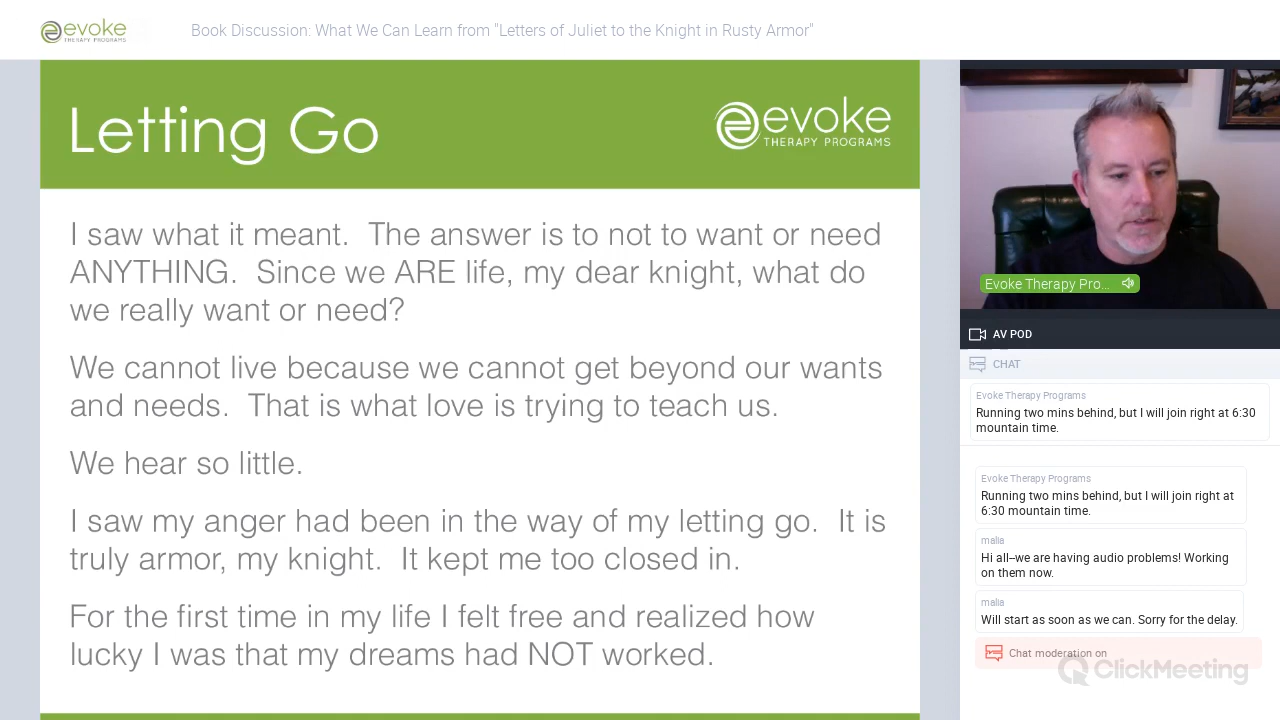 evoke
THERAPY PROGRAMS
Book Discussion: What We Can Learn from "Letters of Juliet to the Knight in Rusty Armor"
Letting Go
evoke
THERAPY PROGRAMS
I saw what it meant.  The answer is to not to want or need
ANYTHING.  Since we ARE life, my dear knight, what do
we really want or need?
We cannot live because we cannot get beyond our wants
and needs.  That is what love is trying to teach us.
We hear so little.
I saw my anger had been in the way of my letting go.  It is
truly armor, my knight.  It kept me too closed in.
For the first time in my life I felt free and realized how
lucky I was that my dreams had NOT worked.
Evoke Therapy Pro...
AV POD
CHAT
Evoke Therapy Programs
Running two mins behind, but I will join right at 6:30
mountain time.
Evoke Therapy Programs
Running two mins behind, but I will join right at
6:30 mountain time.
malia
Hi all--we are having audio problems! Working
on them now.
malia
Will start as soon as we can. Sorry for the delay.
Chat moderation on
ClickMeeting